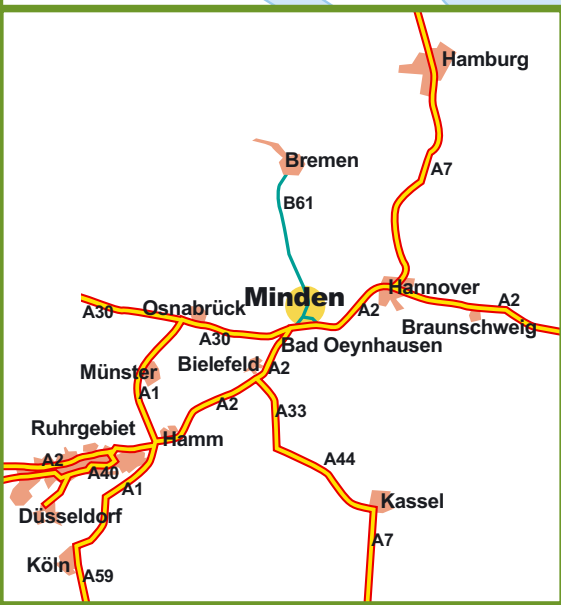 Hamburg
Bremen
A7
B61
Hannover
Minden
A2
A30
Osnabrück
A2
Braunschweig
A30
Bad Oeynhausen
Bielefeld
A2
Münster
A1
A2
A33
Ruhrgebiet
Hamm
A2
A40
A44
A1
Kassel
Düsseldorf
A7
Köln
A59